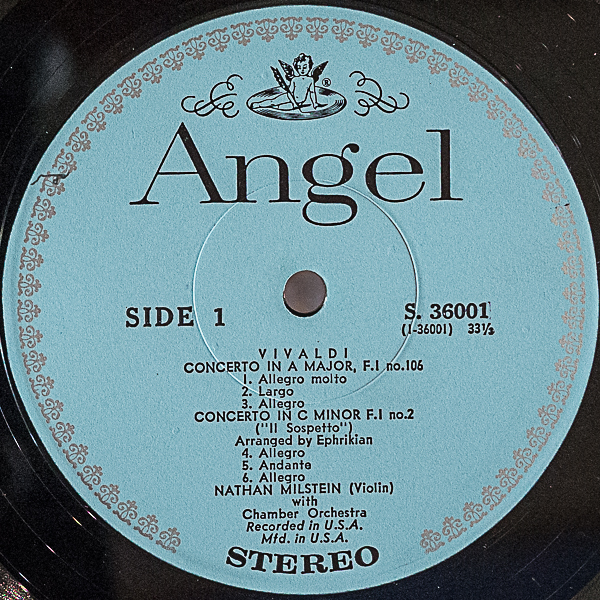 ®
Angel
SIDE 1
S. 36001
(1-36001) 33⅓
VIVALDI
CONCERTO IN A MAJOR, F.I no.106
1. Allegro molto
2. Largo
3. Allegro
CONCERTO IN C MINOR F.I no.2
("Il Sospetto")
Arranged by Ephrikian
4. Allegro
5. Andante
6. Allegro
NATHAN MILSTEIN (Violin)
with
Chamber Orchestra
Recorded in U.S.A.
Mfd. in U.S.A.
STEREO